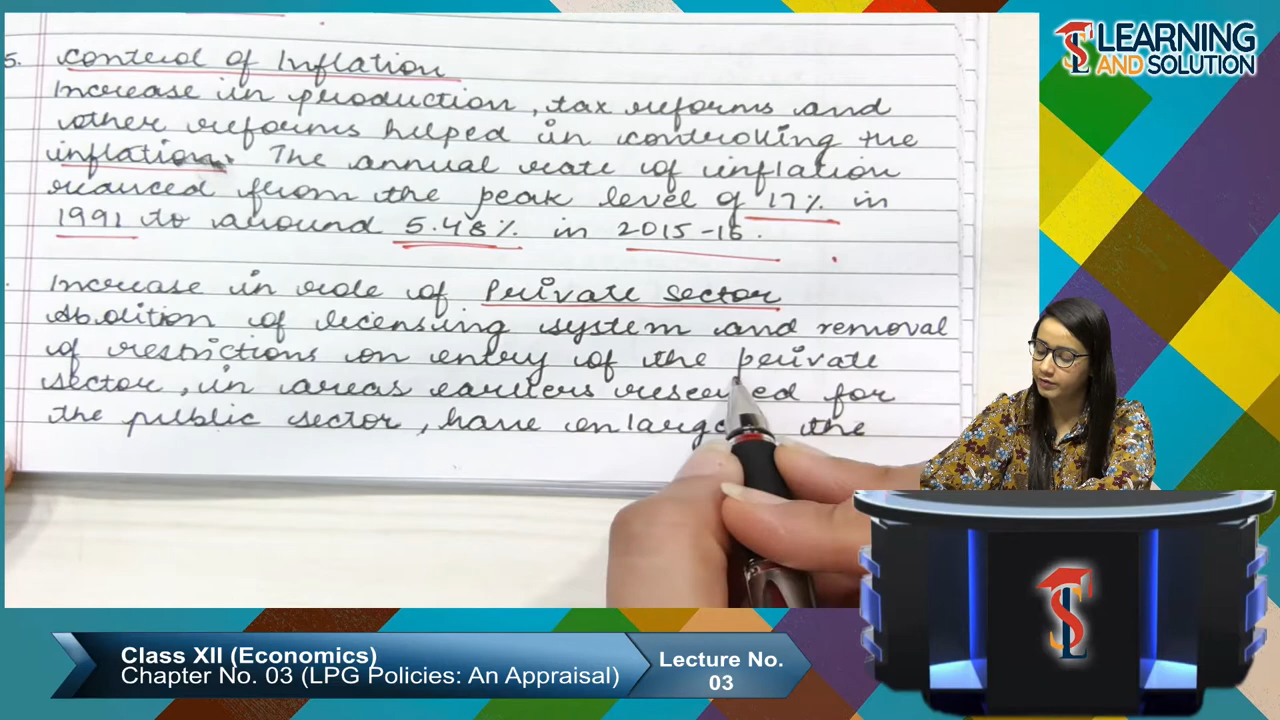 5. Control of Inflation
Increase in production, tax reforms and
other reforms helped in controlling the
inflation. The annual rate of inflation
reduced from the peak level of 17% in
1991 to around 5.48% in 2015-16.
Increase in role of Private Sector
Abolition of licensing system and removal
of restrictions on entry of the private
sector, in areas earliers reserved for
the public sector, have enlarged the
LEARNING
AND SOLUTION
Class XII (Economics)
Chapter No. 03 (LPG Policies: An Appraisal)
Lecture No.
03